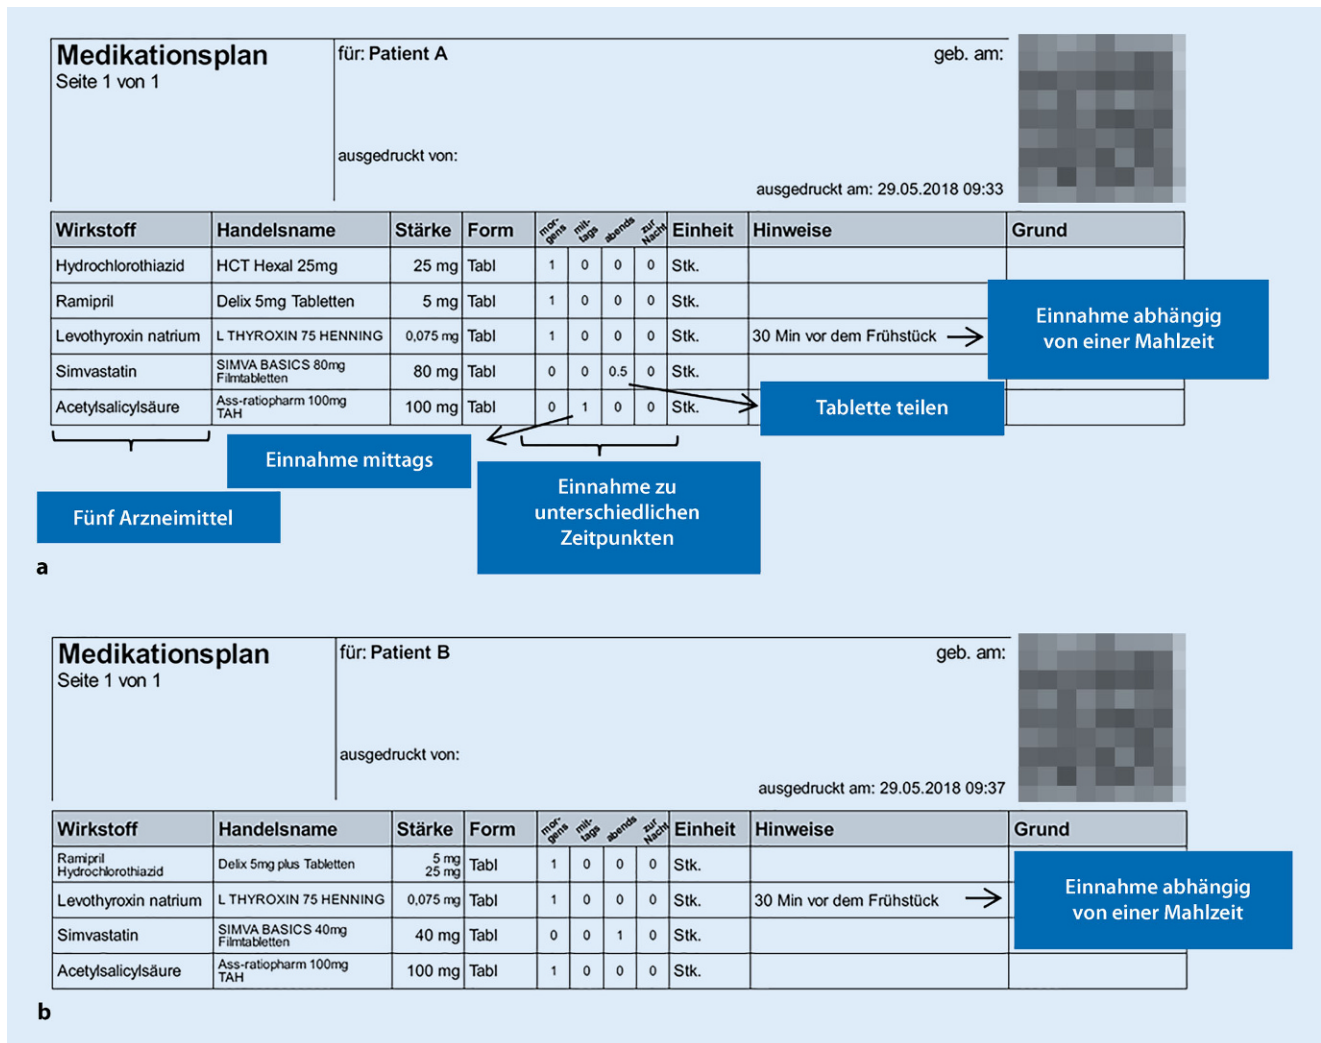 Medikationsplan
Seite 1 von 1
für: Patient A
geb. am:
ausgedruckt von:
ausgedruckt am: 29.05.2018 09:33
Wirkstoff Handelsname Stärke Form mor-gens mit-tags abends zur Nacht Einheit Hinweise Grund
Hydrochlorothiazid HCT Hexal 25mg 25 mg Tabl 1 0 0 0 Stk.
Ramipril Delix 5mg Tabletten 5 mg Tabl 1 0 0 0 Stk.
Levothyroxin natrium L THYROXIN 75 HENNING 0,075 mg Tabl 1 0 0 0 Stk. 30 Min vor dem Frühstück
Einnahme abhängig
von einer Mahlzeit
Simvastatin SIMVA BASICS 80mg Filmtabletten 80 mg Tabl 0 0 0.5 0 Stk.
Acetylsalicylsäure Ass-ratiopharm 100mg TAH 100 mg Tabl 0 1 0 0 Stk.
Tablette teilen
Einnahme mittags
Einnahme zu
unterschiedlichen
Zeitpunkten
Fünf Arzneimittel
a
Medikationsplan
Seite 1 von 1
für: Patient B
geb. am:
ausgedruckt von:
ausgedruckt am: 29.05.2018 09:37
Wirkstoff Handelsname Stärke Form mor-gens mit-tags abends zur Nacht Einheit Hinweise Grund
Ramipril Hydrochlorothiazid Delix 5mg plus Tabletten 5 mg 25 mg Tabl 1 0 0 0 Stk.
Levothyroxin natrium L THYROXIN 75 HENNING 0,075 mg Tabl 1 0 0 0 Stk. 30 Min vor dem Frühstück
Einnahme abhängig
von einer Mahlzeit
Simvastatin SIMVA BASICS 40mg Filmtabletten 40 mg Tabl 0 0 1 0 Stk.
Acetylsalicylsäure Ass-ratiopharm 100mg TAH 100 mg Tabl 1 0 0 0 Stk.
b